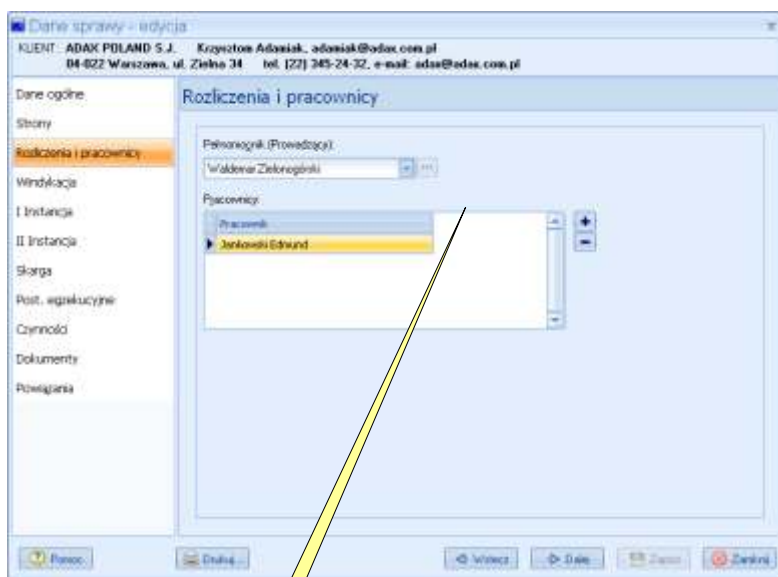 Dane sprawy - edycja
KLIENT: ADAX POLAND S.J. Krzysztom Adamiak, adamiak@adax.com.pl
04-022 Warszawa, ul. Zielna 34 tel. (22) 345-24-32, e-mail: adax@adax.com.pl
Dane ogólne
Strony
Rozliczenia i pracownicy
Windykacja
I Instancja
II Instancja
Skarga
Post. egzekucyjne
Czynności
Dokumenty
Powiązania
Rozliczenia i pracownicy
Pełnomocnik (Prowadzący):
Waldemar Zielonogórski
Pracownicy:
Pracownik
Jankowski Edmund
Pomoc
Drukuj
Wstecz
Dalej
Zapisz
Zamknij